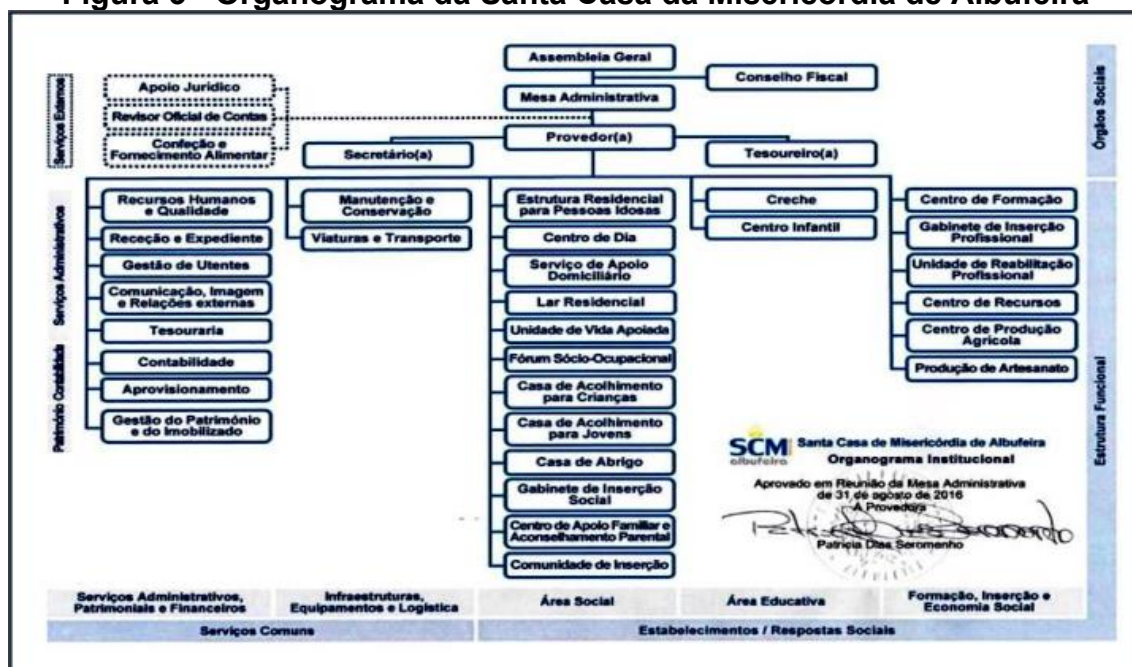 Figura 6 - Organograma da Santa Casa da Misericórdia de Albufeira
Assembleia Geral
Conselho Fiscal
Mesa Administrativa
Provedor(a)
Secretário(a)
Tesoureiro(a)
Serviços Externos
Apoio Jurídico
Revisor Oficial de Contas
Confeção e
Fornecimento Alimentar
Órgãos Sociais
Serviços Administrativos
Recursos Humanos
e Qualidade
Receção e Expediente
Gestão de Utentes
Comunicação, Imagem
e Relações externas
Tesouraria
Património Contabilidade
Contabilidade
Aprovisionamento
Gestão do Património
e do Imobilizado
Manutenção e
Conservação
Viaturas e Transporte
Estrutura Residencial
para Pessoas Idosas
Centro de Dia
Serviço de Apoio
Domiciliário
Lar Residencial
Unidade de Vida Apoiada
Fórum Sócio-Ocupacional
Casa de Acolhimento
para Crianças
Casa de Acolhimento
para Jovens
Casa de Abrigo
Gabinete de Inserção
Social
Centro de Apoio Familiar e
Aconselhamento Parental
Comunidade de Inserção
Creche
Centro Infantil
Centro de Formação
Gabinete de Inserção
Profissional
Unidade de Reabilitação
Profissional
Centro de Recursos
Centro de Produção
Agrícola
Produção de Artesanato
Estrutura Funcional
SCM
albufeira
Santa Casa de Misericórdia de Albufeira
Organograma Institucional
Aprovado em Reunião da Mesa Administrativa
de 31 de agosto de 2016
A Provedora
Patrícia Dias Seromenho
Serviços Administrativos,
Patrimoniais e Financeiros
Infraestruturas,
Equipamentos e Logística
Área Social
Área Educativa
Formação, Inserção e
Economia Social
Serviços Comuns
Estabelecimentos / Respostas Sociais